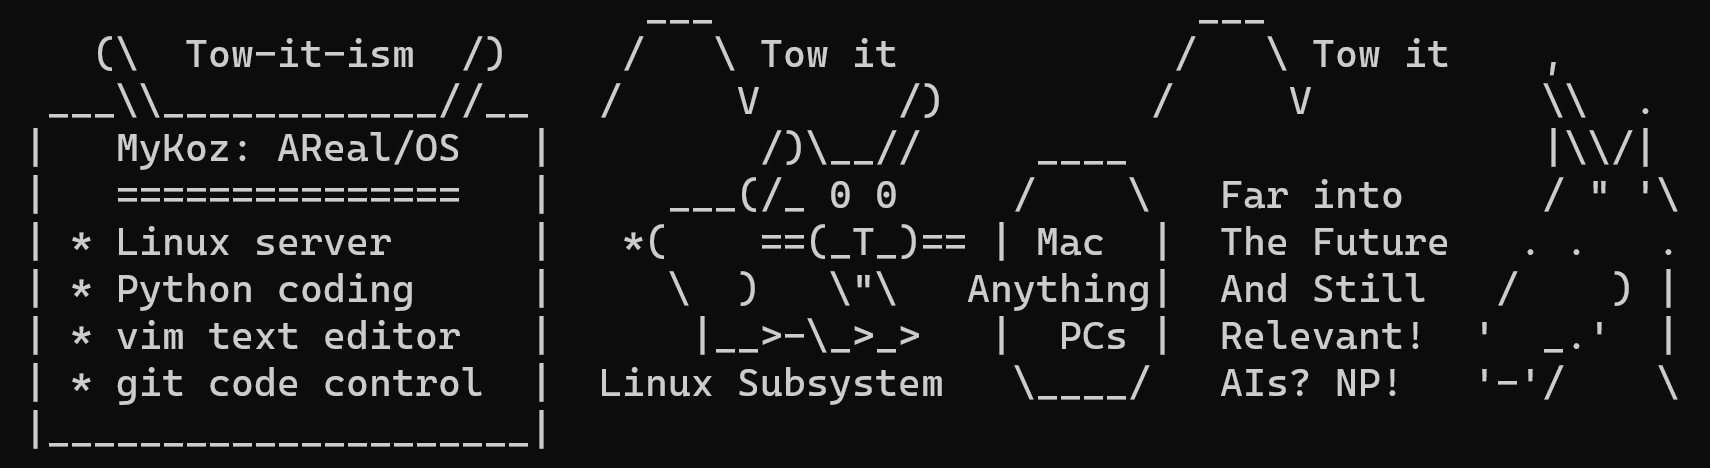 Tow-it-ism
Tow it
Tow it
MyKoz: AReal/OS
===============
* Linux server
* Python coding
* vim text editor
* git code control
Linux Subsystem
Mac
Anything
PCs
Far into
The Future
And Still
Relevant!
AIs? NP!